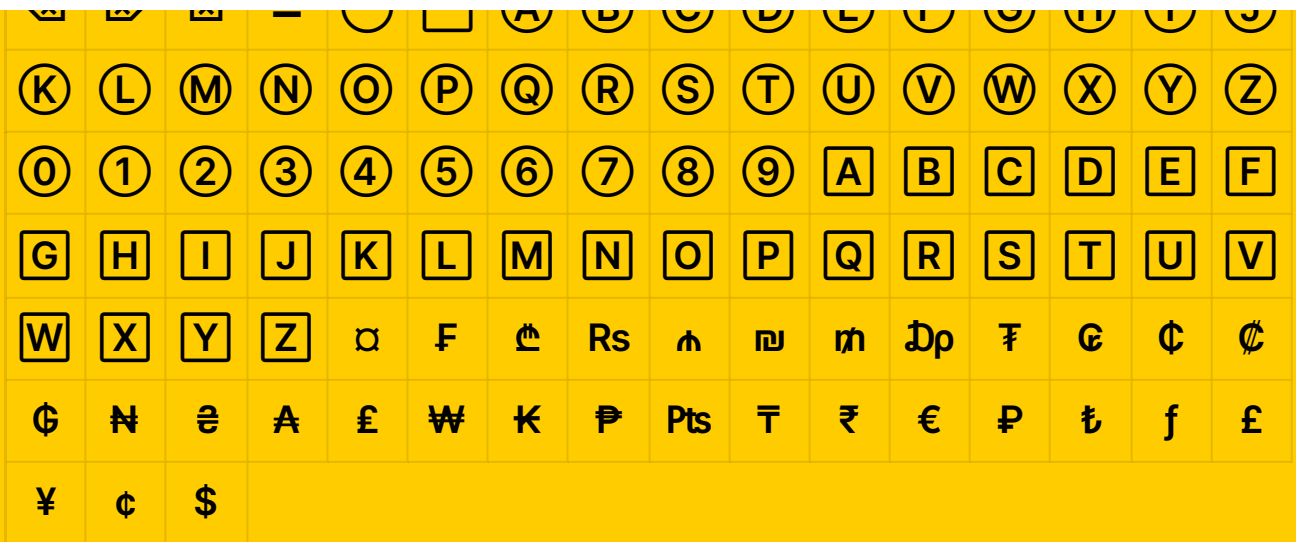 Ⓐ Ⓑ Ⓒ Ⓓ Ⓔ Ⓕ Ⓖ Ⓗ Ⓘ Ⓙ
Ⓚ Ⓛ Ⓜ Ⓝ Ⓞ Ⓟ Ⓠ Ⓡ Ⓢ Ⓣ Ⓤ Ⓥ Ⓦ Ⓧ Ⓨ Ⓩ
⓪ ① ② ③ ④ ⑤ ⑥ ⑦ ⑧ ⑨ 🄰 🄱 🄲 🄳 🄴 🄵
🄶 🄷 🄸 🄹 🄺 🄻 🄼 🄽 🄾 🄿 🅀 🅁 🅂 🅃 🅄 🅅
🅆 🅇 🅈 🅉 ¤ ₣ ₾ ₨ ₼ ₪ ₥ ₯ ₮ ₢ ₵ ₡
₲ ₦ ₴ ₳ ₤ ₩ ₭ ₱ ₧ ₸ ₹ € ₽ ₺ ƒ £
¥ ¢ $